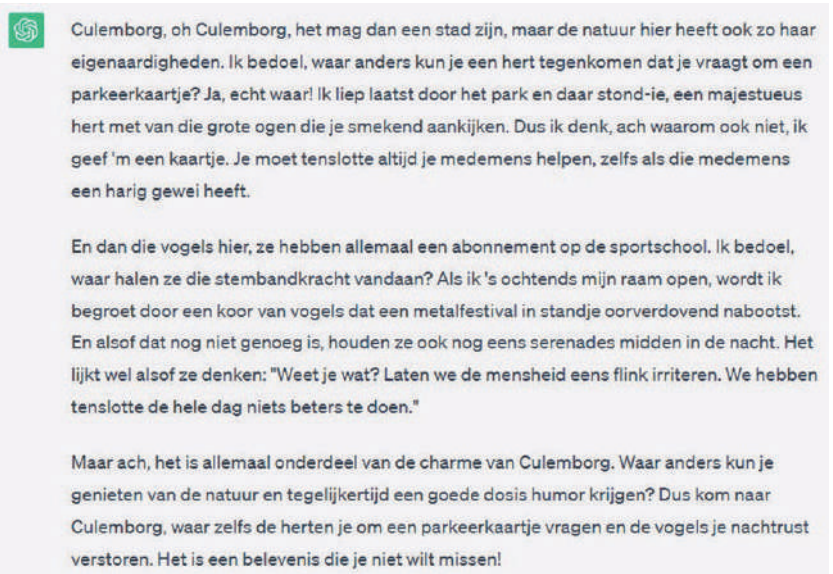 Culemborg, oh Culemborg, het mag dan een stad zijn, maar de natuur hier heeft ook zo haar
eigenaardigheden. Ik bedoel, waar anders kun je een hert tegenkomen dat je vraagt om een
parkeerkaartje? Ja, echt waar! Ik liep laatst door het park en daar stond-ie, een majestueus
hert met van die grote ogen die je smekend aankijken. Dus ik denk, ach waarom ook niet, ik
geef 'm een kaartje. Je moet tenslotte altijd je medemens helpen, zelfs als die medemens
een harig gewei heeft.
En dan die vogels hier, ze hebben allemaal een abonnement op de sportschool. Ik bedoel,
waar halen ze die stembandkracht vandaan? Als ik 's ochtends mijn raam open, wordt ik
begroet door een koor van vogels dat een metalfestival in standje oorverdovend nabootst.
En alsof dat nog niet genoeg is, houden ze ook nog eens serenades midden in de nacht. Het
lijkt wel alsof ze denken: "Weet je wat? Laten we de mensheid eens flink irriteren. We hebben
tenslotte de hele dag niets beters te doen."
Maar ach, het is allemaal onderdeel van de charme van Culemborg. Waar anders kun je
genieten van de natuur en tegelijkertijd een goede dosis humor krijgen? Dus kom naar
Culemborg, waar zelfs de herten je om een parkeerkaartje vragen en de vogels je nachtrust
verstoren. Het is een belevenis die je niet wilt missen!